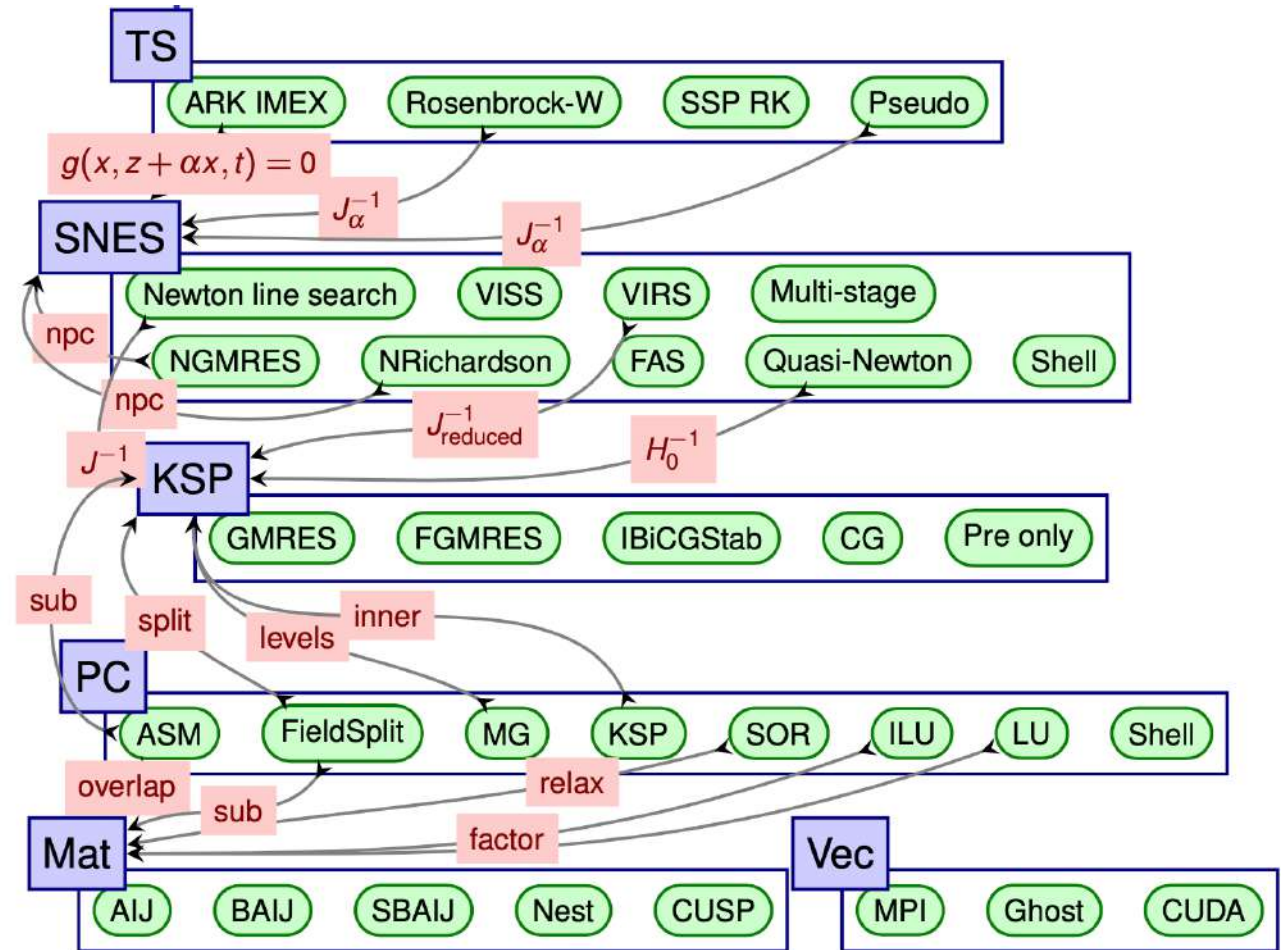 TS
ARK IMEX Rosenbrock-W SSP RK Pseudo
g(x, z + αx, t) = 0
J_α^{-1}
SNES
J_α^{-1}
Newton line search VISS VIRS Multi-stage
npc
NGMRES NRichardson FAS Quasi-Newton Shell
npc
J_reduced^{-1}
H_0^{-1}
J^{-1}
KSP
GMRES FGMRES IBiCGStab CG Pre only
sub
split
inner
levels
PC
ASM FieldSplit MG KSP SOR ILU LU Shell
overlap
relax
sub
factor
Mat
Vec
AIJ BAIJ SBAIJ Nest CUSP
MPI Ghost CUDA